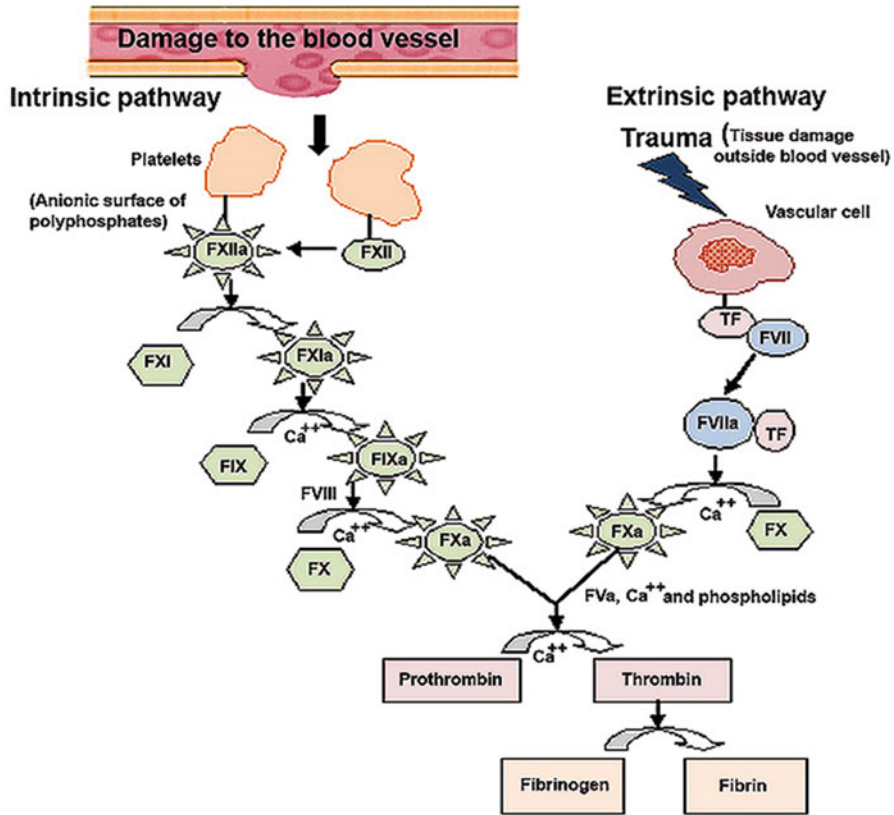 Damage to the blood vessel
Intrinsic pathway
Extrinsic pathway
Trauma (Tissue damage
outside blood vessel)
Platelets
(Anionic surface of
polyphosphates)
Vascular cell
FXIIa
FXII
TF
FVII
FXI
FXIa
FVIIa
TF
Ca++
FIX
FIXa
FVIII
Ca++
FX
FXa
FXa
Ca++
FX
FVa, Ca++ and phospholipids
Ca++
Prothrombin
Thrombin
Fibrinogen
Fibrin